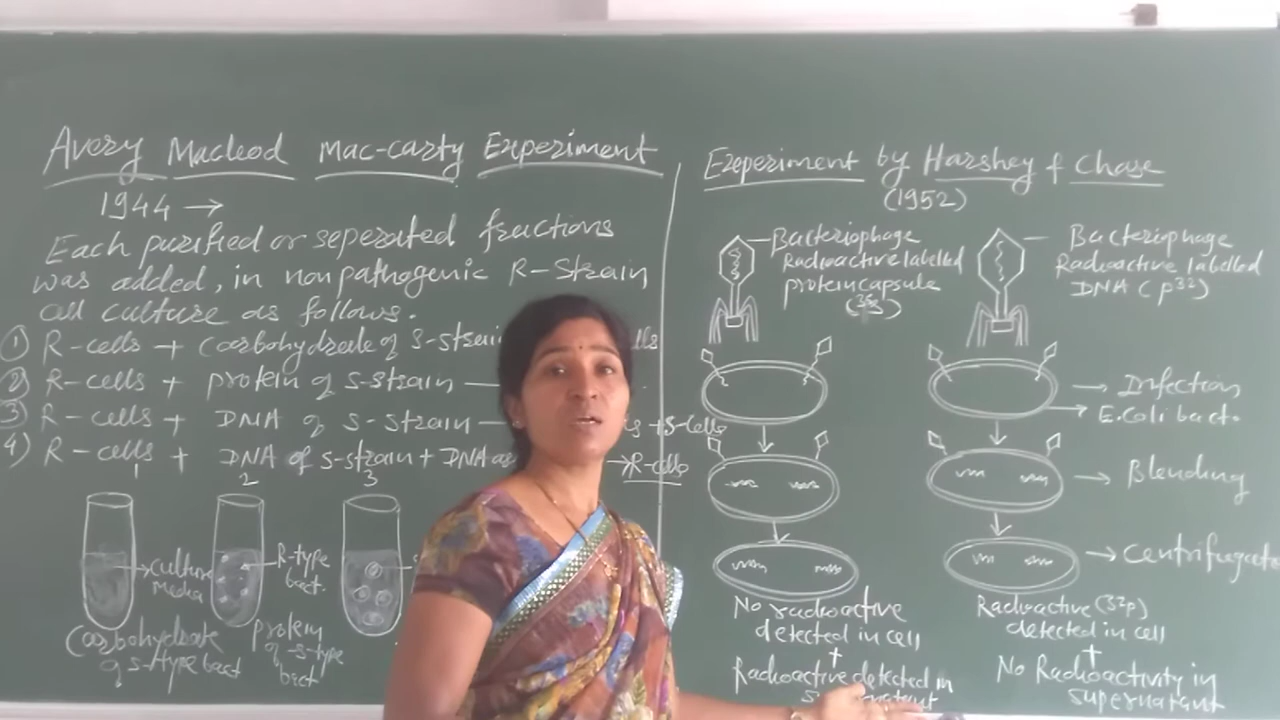 Avery Macleod Mac-carty Experiment
1944 →
Each purified or seperated fractions
was added, in nonpathogenic R-Strain
cell culture as follows.
1) R-cells + Carbohydrate of S-strain
2) R-cells + protein of S-strain —
3) R-cells + DNA of S-strain — + S-cells
4) R-cells + DNA of S-strain + DNA → R-cells
1 2 3
Culture
Media
R-type
bact.
Carbohydrate
of S-type bact
protein
of S-type
bact
Exeperiment by Harshey & Chase
(1952)
Bacteriophage
Radioactive labelled
protein capsule
(35S)
Bacteriophage
Radioactive labelled
DNA (P32)
→ Infection
→ E.Coli bact.
→ Blending
→ Centrifugation
No radioactive
detected in cell
+
Radioactive detected in
Radioactive (32p)
detected in cell
+
No Radioactivity in
supernatant